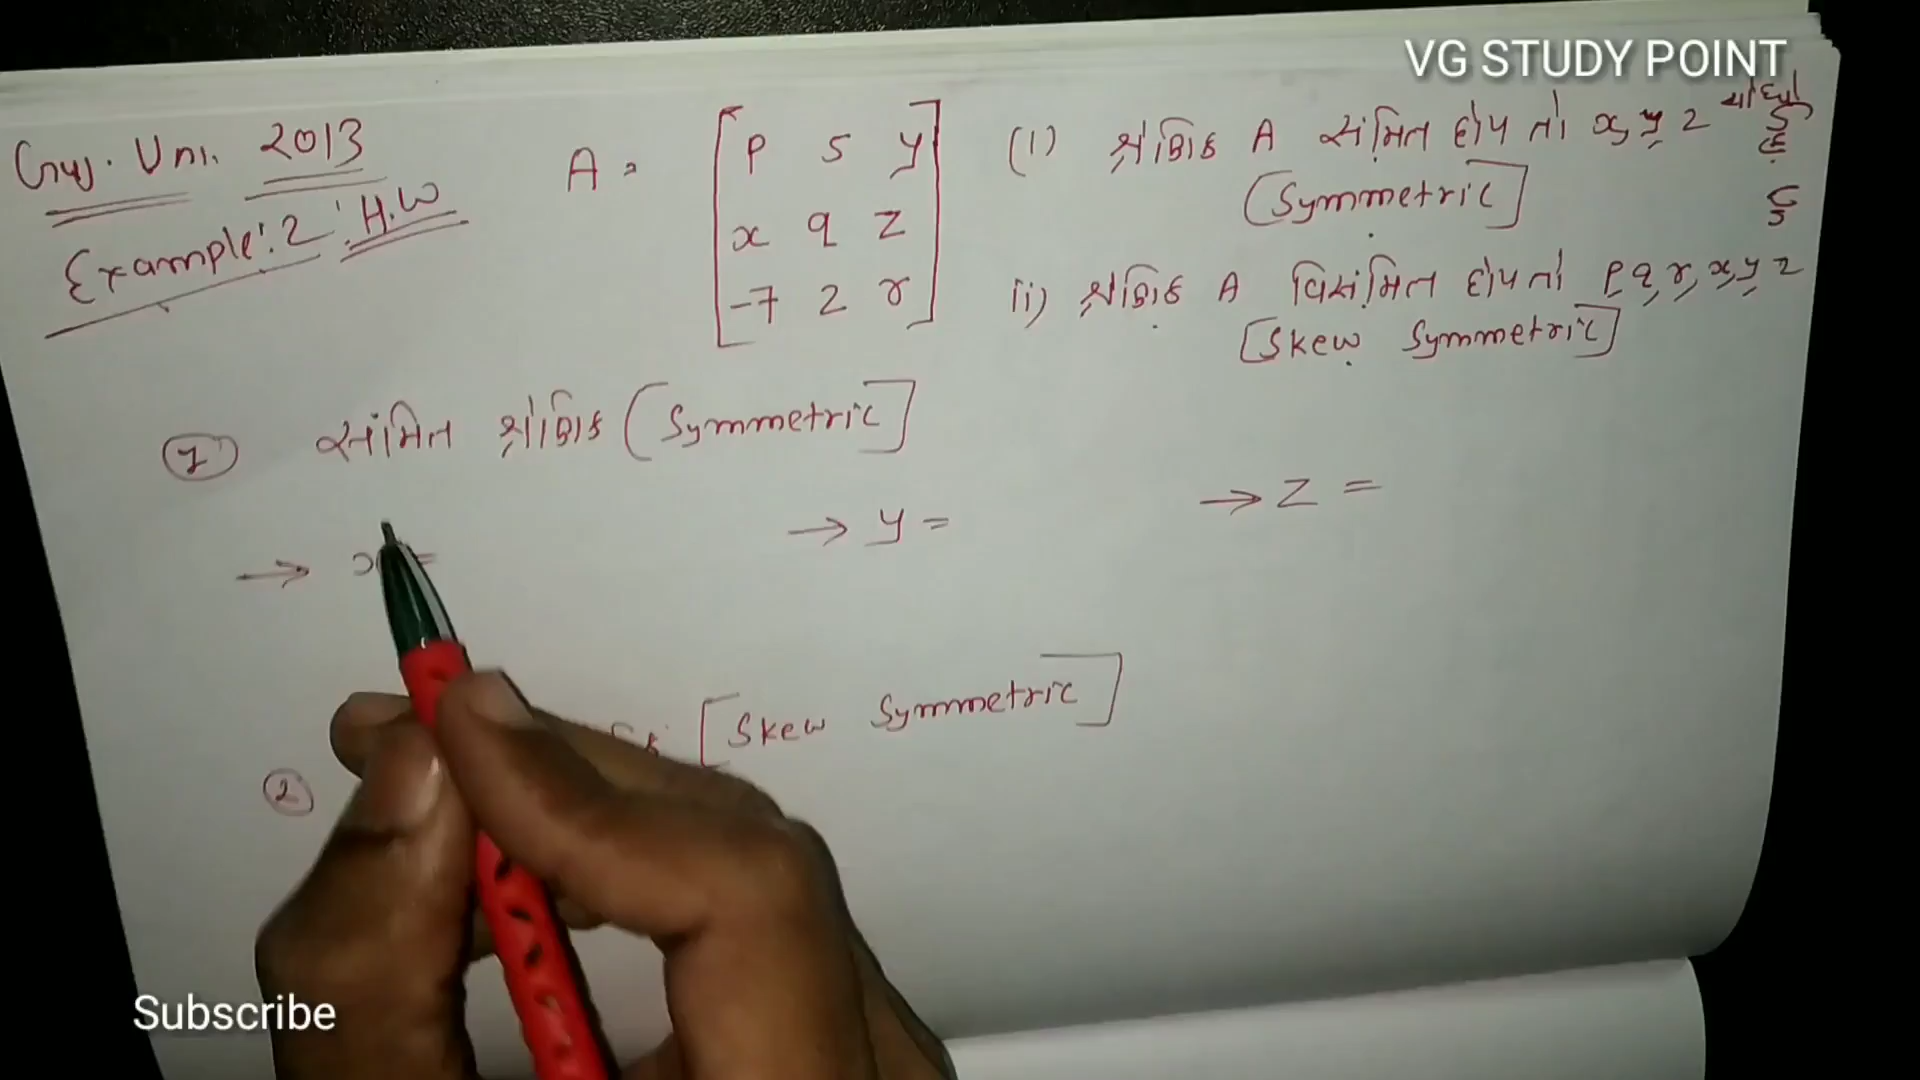 VG STUDY POINT
Guj. Uni. 2013
Example: 2 H.W
A = [ p 5 y
x q z
-7 2 r ]
(i) શ્રેણિક A સંમિત હોય તો x, y z શોધો
[Symmetric]
ii) શ્રેણિક A વિસંમિત હોય તો p, q, r, x, y z
[Skew Symmetric]
1 સંમિત શ્રેણિક [Symmetric]
→ x = → y = → z =
2 [Skew Symmetric]
Subscribe